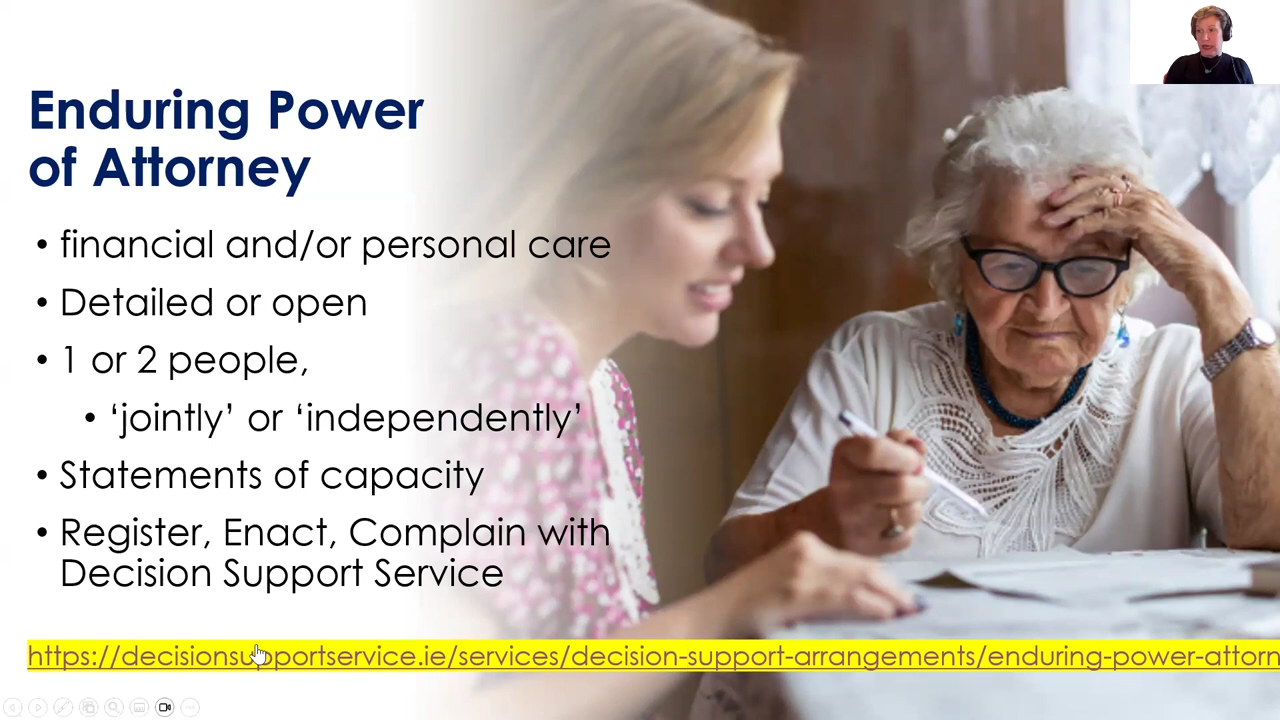 Enduring Power
of Attorney
• financial and/or personal care
• Detailed or open
• 1 or 2 people,
• ‘jointly’ or ‘independently’
• Statements of capacity
• Register, Enact, Complain with
Decision Support Service
https://decisionsupportservice.ie/services/decision-support-arrangements/enduring-power-attorn